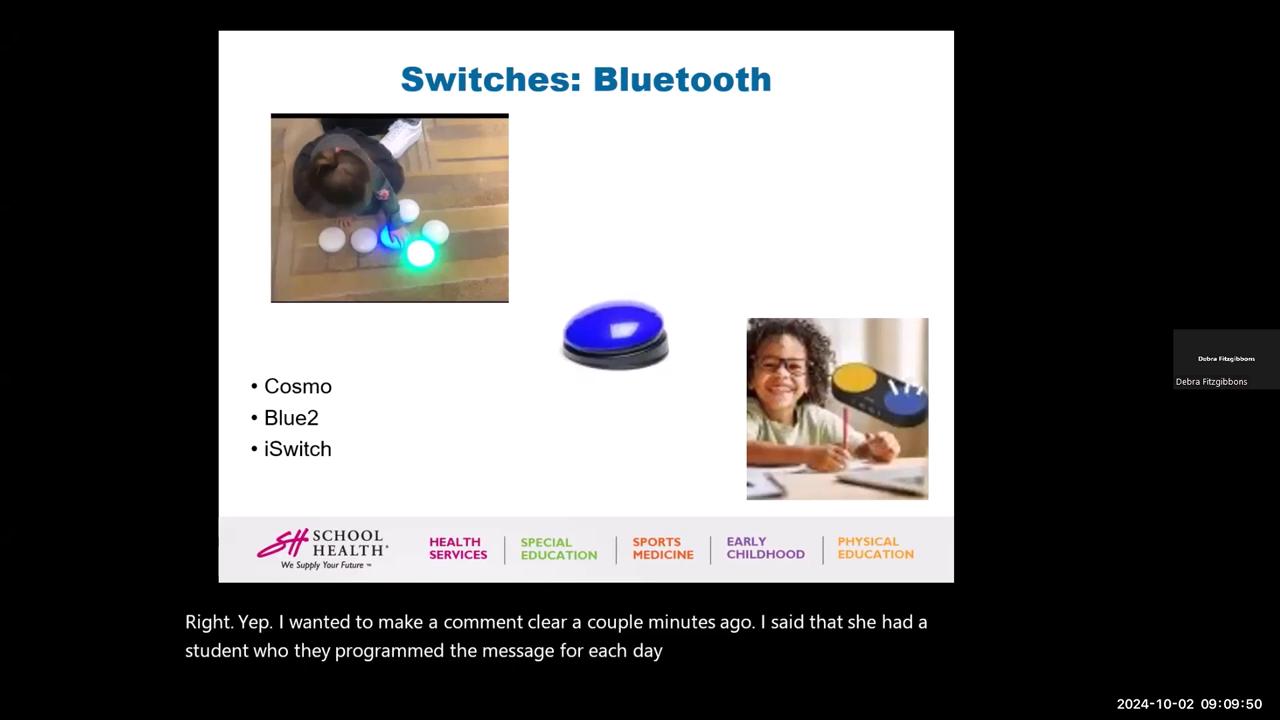 Switches: Bluetooth
• Cosmo
• Blue2
• iSwitch
SH SCHOOL
HEALTH®
We Supply Your Future ™
HEALTH
SERVICES
SPECIAL
EDUCATION
SPORTS
MEDICINE
EARLY
CHILDHOOD
PHYSICAL
EDUCATION
Debra Fitzgibbons
Debra Fitzgibbons
Right. Yep. I wanted to make a comment clear a couple minutes ago. I said that she had a
student who they programmed the message for each day
2024-10-02 09:09:50